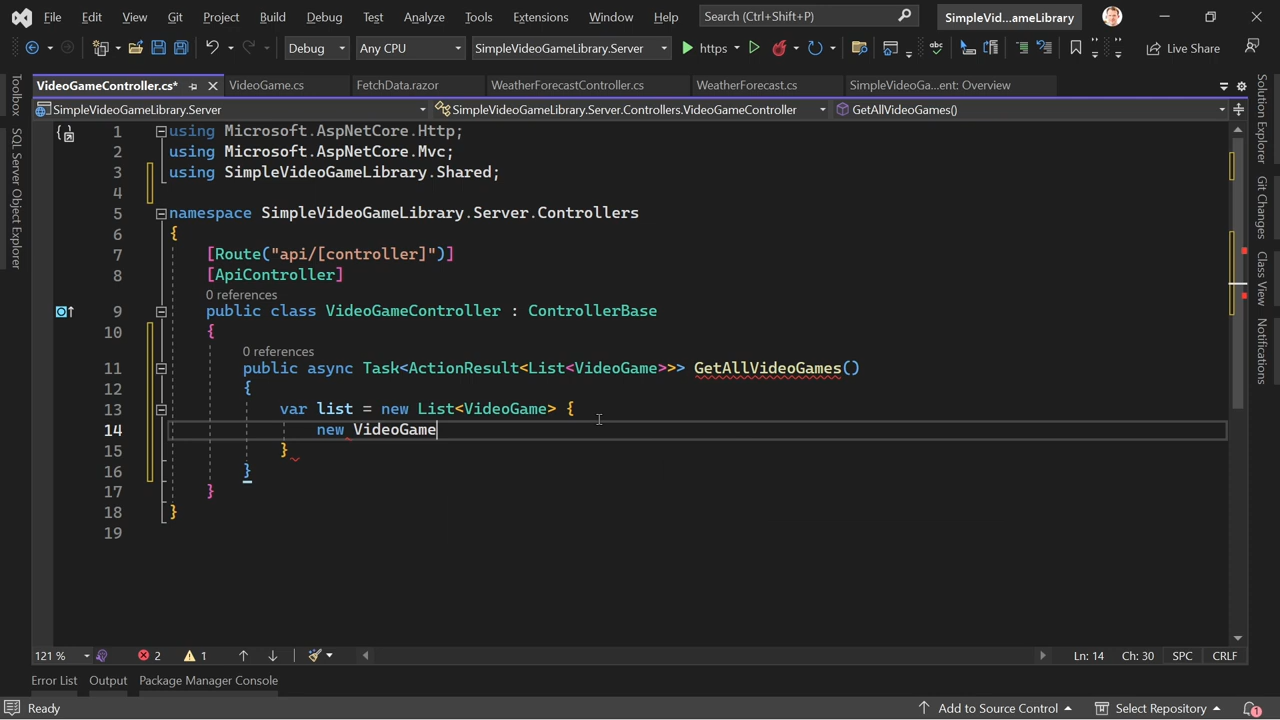 File Edit View Git Project Build Debug Test Analyze Tools Extensions Window Help Search (Ctrl+Shift+P) SimpleVid...ameLibrary
Debug Any CPU SimpleVideoGameLibrary.Server https Live Share
VideoGameController.cs* VideoGame.cs FetchData.razor WeatherForecastController.cs WeatherForecast.cs SimpleVideoGa...ent: Overview
SimpleVideoGameLibrary.Server SimpleVideoGameLibrary.Server.Controllers.VideoGameController GetAllVideoGames()
Toolbox
SQL Server Object Explorer
1 using Microsoft.AspNetCore.Http;
2 using Microsoft.AspNetCore.Mvc;
3 using SimpleVideoGameLibrary.Shared;
4
5 namespace SimpleVideoGameLibrary.Server.Controllers
6 {
7 [Route("api/[controller]")]
8 [ApiController]
0 references
9 public class VideoGameController : ControllerBase
10 {
0 references
11 public async Task<ActionResult<List<VideoGame>>> GetAllVideoGames()
12 {
13 var list = new List<VideoGame> {
14 new VideoGame
15 }
16 }
17 }
18 }
19
Solution Explorer
Git Changes
Class View
Notifications
121 % 2 1 Ln: 14 Ch: 30 SPC CRLF
Error List Output Package Manager Console
Ready Add to Source Control Select Repository 1